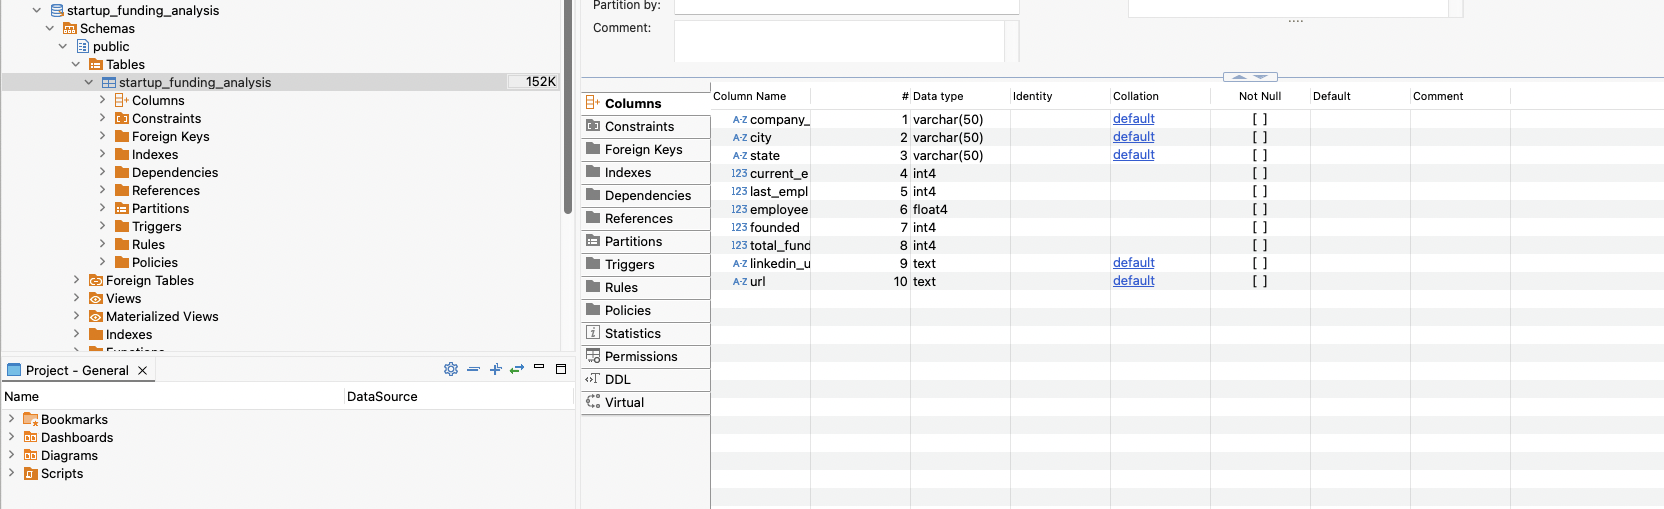 startup_funding_analysis
Schemas
public
Tables
startup_funding_analysis 152K
Columns
Constraints
Foreign Keys
Indexes
Dependencies
References
Partitions
Triggers
Rules
Policies
Foreign Tables
Views
Materialized Views
Indexes
Functions
Project - General
Name DataSource
Bookmarks
Dashboards
Diagrams
Scripts
Partition by:
Comment:
Columns
Constraints
Foreign Keys
Indexes
Dependencies
References
Partitions
Triggers
Rules
Policies
Statistics
Permissions
DDL
Virtual
Column Name # Data type Identity Collation Not Null Default Comment
A-Z company_ 1 varchar(50) default [ ]
A-Z city 2 varchar(50) default [ ]
A-Z state 3 varchar(50) default [ ]
123 current_e 4 int4 [ ]
123 last_empl 5 int4 [ ]
123 employee 6 float4 [ ]
123 founded 7 int4 [ ]
123 total_fund 8 int4 [ ]
A-Z linkedin_u 9 text default [ ]
A-Z url 10 text default [ ]